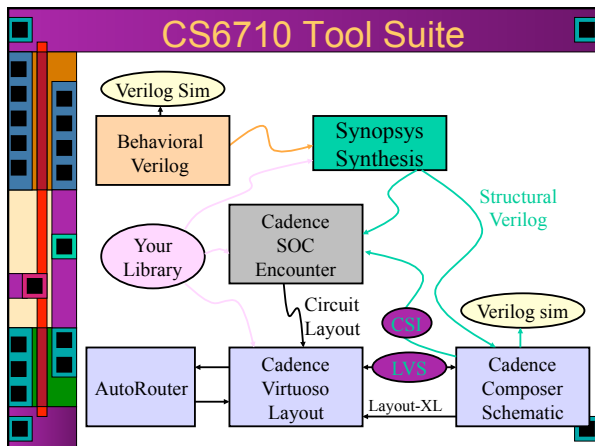 CS6710 Tool Suite
Verilog Sim
Behavioral
Verilog
Synopsys
Synthesis
Structural
Verilog
Your
Library
Cadence
SOC
Encounter
Circuit
Layout
CSI
Verilog sim
AutoRouter
Cadence
Virtuoso
Layout
LVS
Layout-XL
Cadence
Composer
Schematic